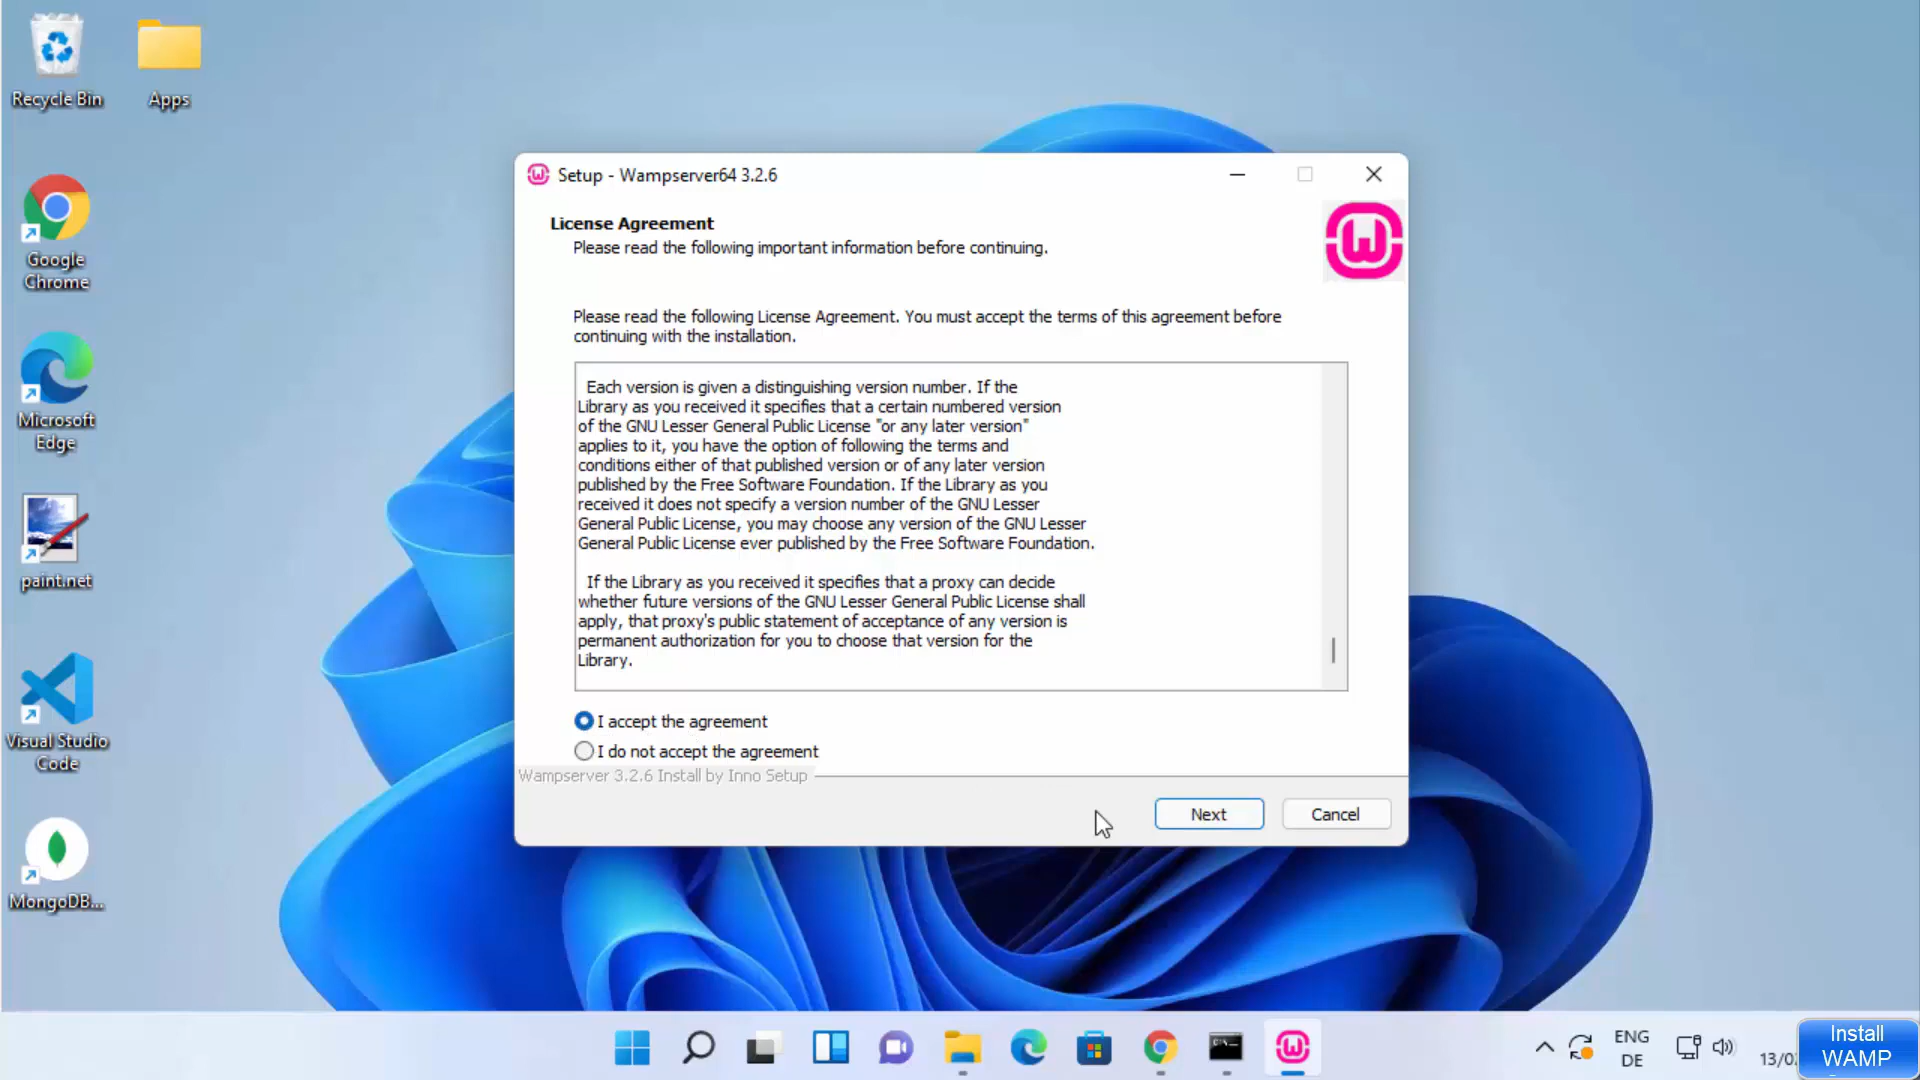 Recycle Bin
Apps
Google
Chrome
Microsoft
Edge
paint.net
Visual Studio
Code
MongoDB...
Setup - Wampserver64 3.2.6
License Agreement
Please read the following important information before continuing.
Please read the following License Agreement. You must accept the terms of this agreement before
continuing with the installation.
Each version is given a distinguishing version number. If the
Library as you received it specifies that a certain numbered version
of the GNU Lesser General Public License "or any later version"
applies to it, you have the option of following the terms and
conditions either of that published version or of any later version
published by the Free Software Foundation. If the Library as you
received it does not specify a version number of the GNU Lesser
General Public License, you may choose any version of the GNU Lesser
General Public License ever published by the Free Software Foundation.
If the Library as you received it specifies that a proxy can decide
whether future versions of the GNU Lesser General Public License shall
apply, that proxy's public statement of acceptance of any version is
permanent authorization for you to choose that version for the
Library.
I accept the agreement
I do not accept the agreement
Wampserver 3.2.6 Install by Inno Setup
Next
Cancel
ENG
DE
Install
WAMP